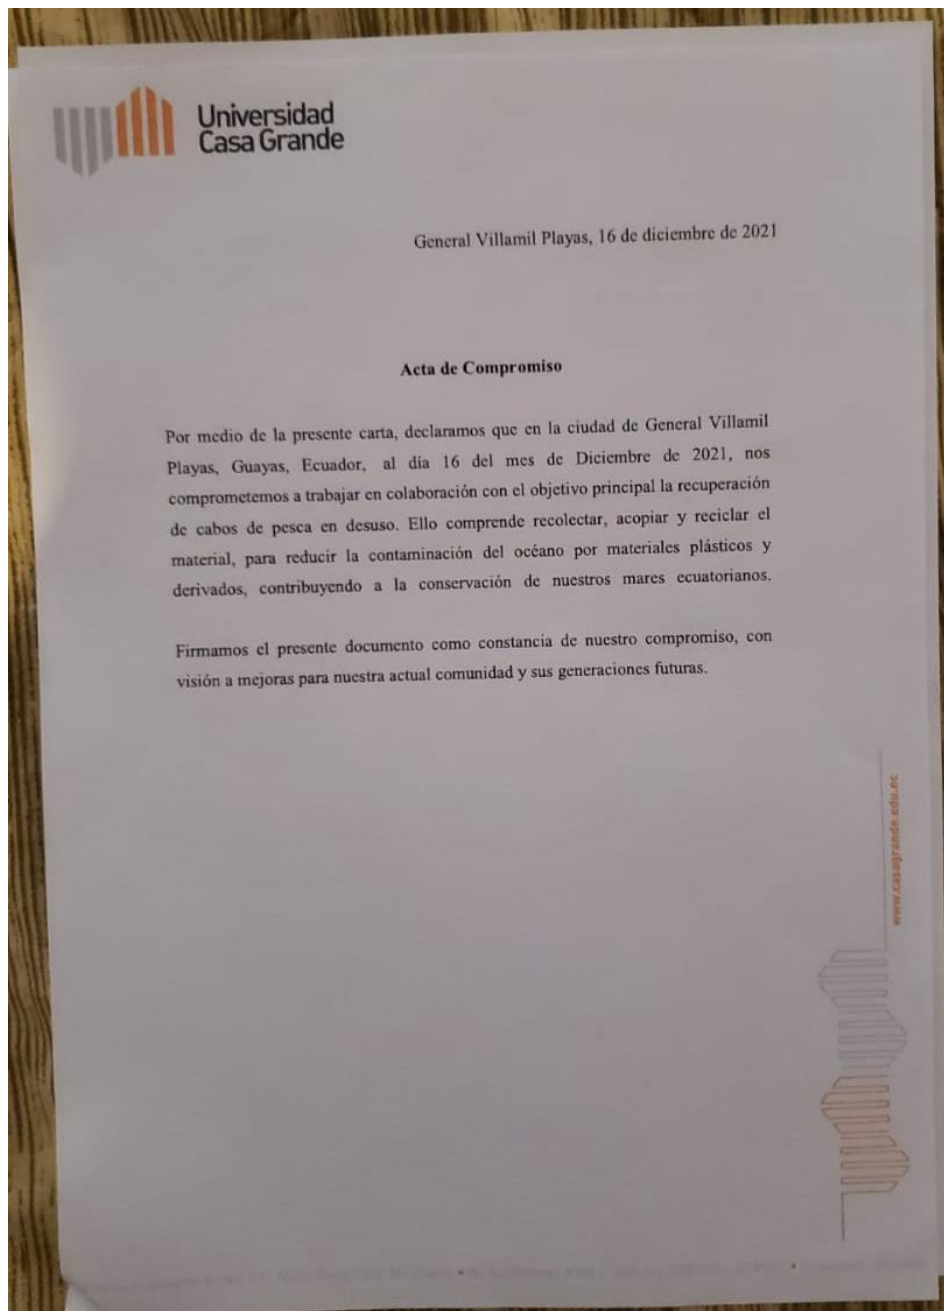 Universidad
Casa Grande
General Villamil Playas, 16 de diciembre de 2021
Acta de Compromiso
Por medio de la presente carta, declaramos que en la ciudad de General Villamil
Playas, Guayas, Ecuador, al día 16 del mes de Diciembre de 2021, nos
comprometemos a trabajar en colaboración con el objetivo principal la recuperación
de cabos de pesca en desuso. Ello comprende recolectar, acopiar y reciclar el
material, para reducir la contaminación del océano por materiales plásticos y
derivados, contribuyendo a la conservación de nuestros mares ecuatorianos.
Firmamos el presente documento como constancia de nuestro compromiso, con
visión a mejoras para nuestra actual comunidad y sus generaciones futuras.
www.casagrande.edu.ec